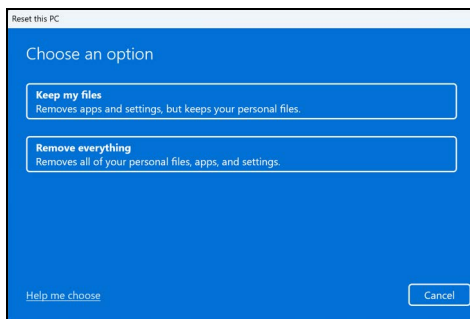 Reset this PC
Choose an option
Keep my files
Removes apps and settings, but keeps your personal files.
Remove everything
Removes all of your personal files, apps, and settings.
Help me choose
Cancel